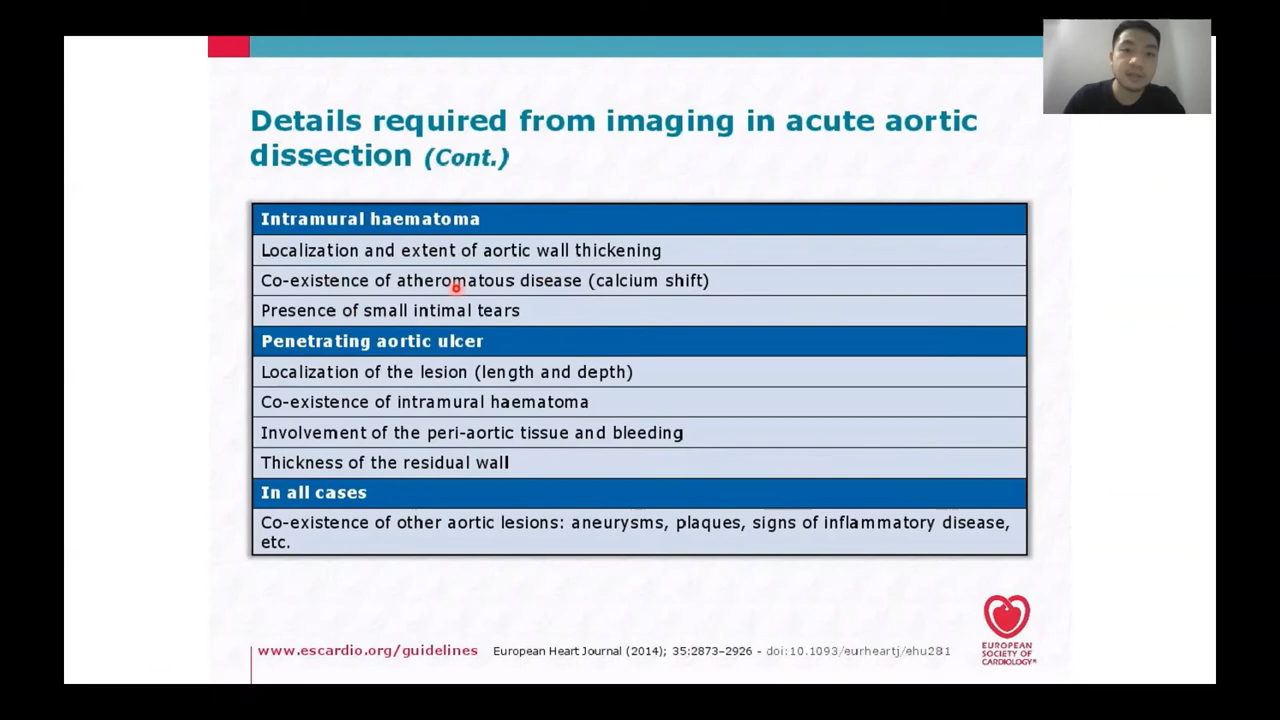 Details required from imaging in acute aortic
dissection (Cont.)
Intramural haematoma
Localization and extent of aortic wall thickening
Co-existence of atheromatous disease (calcium shift)
Presence of small intimal tears
Penetrating aortic ulcer
Localization of the lesion (length and depth)
Co-existence of intramural haematoma
Involvement of the peri-aortic tissue and bleeding
Thickness of the residual wall
In all cases
Co-existence of other aortic lesions: aneurysms, plaques, signs of inflammatory disease,
etc.
www.escardio.org/guidelines European Heart Journal (2014); 35:2873–2926 - doi:10.1093/eurheartj/ehu281
EUROPEAN
SOCIETY OF
CARDIOLOGY®